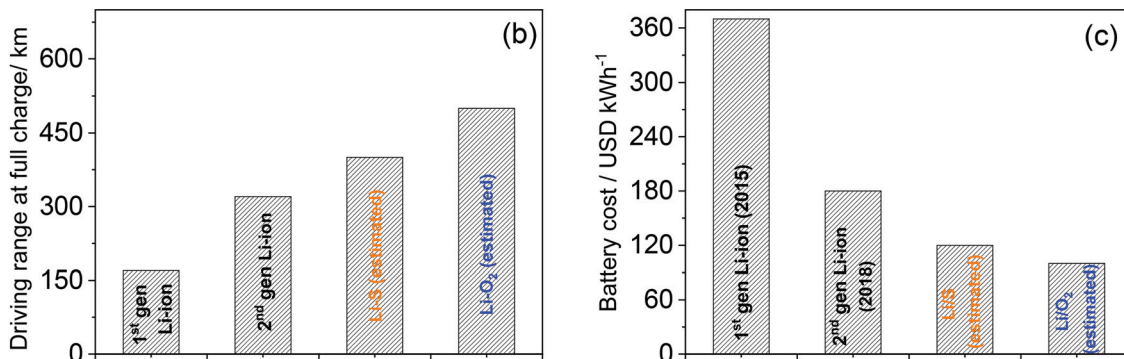 (b)
Driving range at full charge/ km
600
450
300
150
0
1st gen
Li-ion
2nd gen Li-ion
Li-S (estimated)
Li-O2 (estimated)
(c)
Battery cost / USD kWh-1
360
300
240
180
120
60
0
1st gen Li-ion (2015)
2nd gen Li-ion
(2018)
Li/S
(estimated)
Li/O2
(estimated)